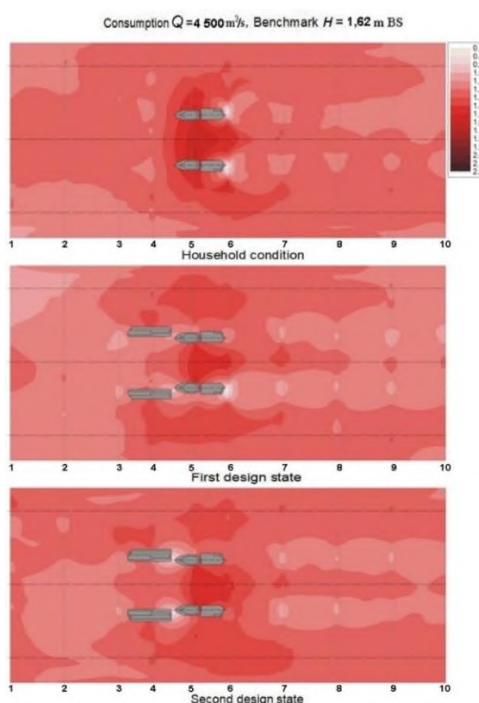 Consumption Q = 4 500 m³/s, Benchmark H = 1,62 m BS
1 2 3 4 5 6 7 8 9 10
Household condition
1 2 3 4 5 6 7 8 9 10
First design state
1 2 3 4 5 6 7 8 9 10
Second design state